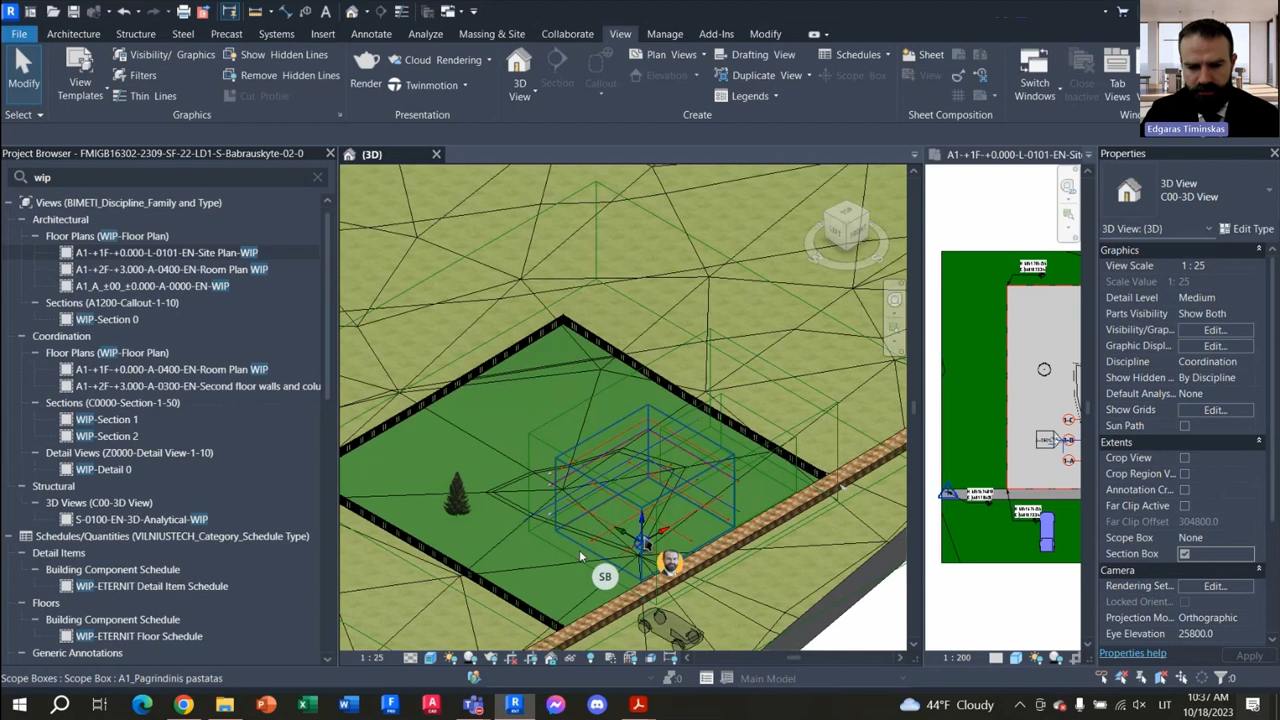 File Architecture Structure Steel Precast Systems Insert Annotate Analyze Massing & Site Collaborate View Manage Add-Ins Modify
Modify
Select
View Templates
Visibility/ Graphics
Filters
Thin Lines
Show Hidden Lines
Remove Hidden Lines
Cut Profile
Graphics
Render
Cloud Rendering
Twinmotion
Presentation
3D View
Section
Callout
Plan Views
Elevation
Drafting View
Duplicate View
Legends
Schedules
Scope Box
Create
Sheet
View
Sheet Composition
Switch Windows
Close Inactive
Tab Views
Edgaras Timinskas
Project Browser - FMIGB16302-2309-SF-22-LD1-S-Babrauskyte-02-0
wip
Views (BIMETI_Discipline_Family and Type)
Architectural
Floor Plans (WIP-Floor Plan)
A1-+1F-+0.000-L-0101-EN-Site Plan-WIP
A1-+2F-+3.000-A-0400-EN-Room Plan WIP
A1_A_±00_±0.000-A-0000-EN-WIP
Sections (A1200-Callout-1-10)
WIP-Section 0
Coordination
Floor Plans (WIP-Floor Plan)
A1-+1F-+0.000-A-0400-EN-Room Plan WIP
A1-+2F-+3.000-A-0300-EN-Second floor walls and colu
Sections (C0000-Section-1-50)
WIP-Section 1
WIP-Section 2
Detail Views (Z0000-Detail View-1-10)
WIP-Detail 0
Structural
3D Views (C00-3D View)
S-0100-EN-3D-Analytical-WIP
Schedules/Quantities (VILNIUSTECH_Category_Schedule Type)
Detail Items
Building Component Schedule
WIP-ETERNIT Detail Item Schedule
Floors
Building Component Schedule
WIP-ETERNIT Floor Schedule
Generic Annotations
(3D)
SB
1 : 25
A1-+1F-+0.000-L-0101-EN-Sit
1-C
1-B
1-A
1 : 200
Properties
3D View
C00-3D View
3D View: (3D)
Edit Type
Graphics
View Scale 1 : 25
Scale Value 1: 25
Detail Level Medium
Parts Visibility Show Both
Visibility/Grap... Edit...
Graphic Displ... Edit...
Discipline Coordination
Show Hidden ... By Discipline
Default Analys... None
Show Grids Edit...
Sun Path
Extents
Crop View
Crop Region V...
Annotation Cr...
Far Clip Active
Far Clip Offset 304800.0
Scope Box None
Section Box
Camera
Rendering Set... Edit...
Locked Orient...
Projection Mo... Orthographic
Eye Elevation 25800.0
Properties help
Apply
Scope Boxes : Scope Box : A1_Pagrindinis pastatas
:0
Main Model
:0
44°F Cloudy
LIT
10:37 AM
10/18/2023